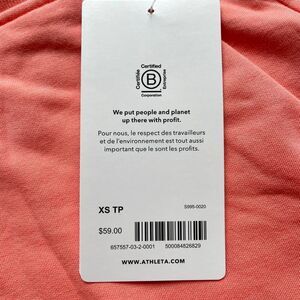 Certified
Certifiée
B
Entreprise
Corporation
We put people and planet
up there with profit.
Pour nous, le respect des travailleurs
et de l'environnement est tout aussi
important que le sont les profits.
XS TP
S995-0020
$59.00
657557-03-2-0001
500084826829
WWW.ATHLETA.COM